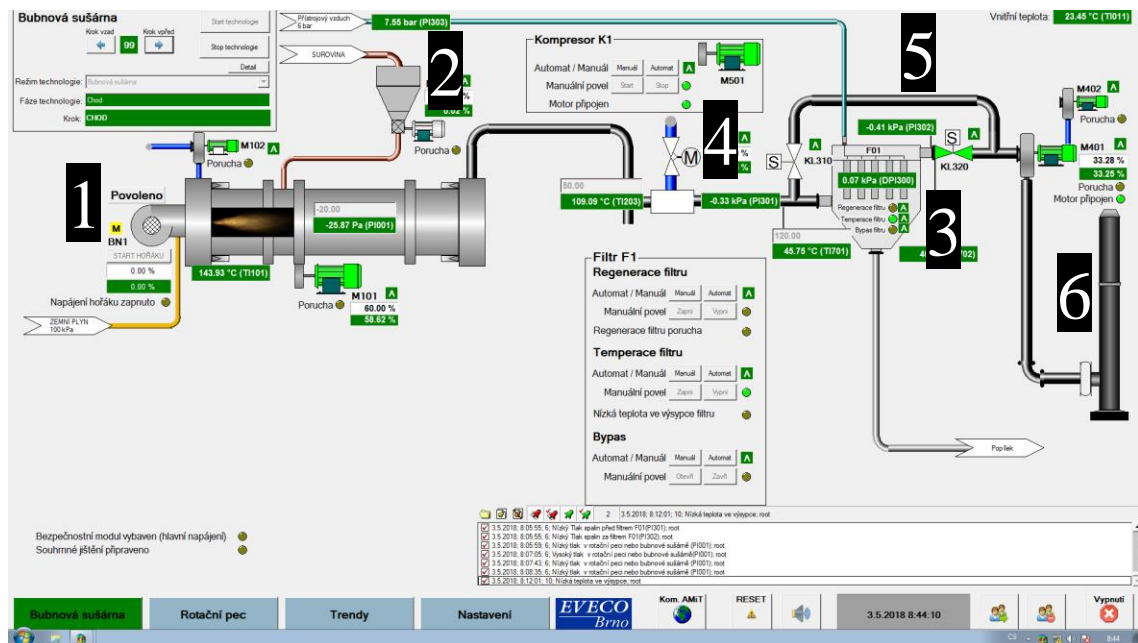 Bubnová sušárna
Krok vzad
Krok vpřed
99
Start technologie
Stop technologie
Detail
Režim technologie:
Bubnová sušárna
Fáze technologie:
Chod
Krok:
CHOD
Přístrojový vzduch
6 bar
7.55 bar (PI303)
SUROVINA
2
A
%
0.02 %
Porucha
Kompresor K1
Automat / Manuál
Manuál
Automat
A
Manuální povel
Start
Stop
Motor připojen
M501
5
Vnitřní teplota:
23.45 °C (TI011)
M102
A
Porucha
1
Povoleno
M
BN1
START HOŘÁKU
0.00 %
0.00 %
Napájení hořáku zapnuto
ZEMNÍ PLYN
100 kPa
-20.00
-25.87 Pa (PI001)
143.93 °C (TI101)
M101
A
Porucha
60.00 %
58.62 %
4
M
A
%
%
50.00
109.09 °C (TI203)
-0.33 kPa (PI301)
S
A
KL310
-0.41 kPa (PI302)
F01
S
A
KL320
0.07 kPa (DPI300)
Regenerace filtru
A
Temperace filtru
A
Bypas filtru
A
3
120.00
45.75 °C (TI701)
M402
A
M401
A
33.28 %
33.25 %
Porucha
Motor připojen
6
Popílek
Filtr F1
Regenerace filtru
Automat / Manuál
Manuál
Automat
A
Manuální povel
Zapni
Vypni
Regenerace filtru porucha
Temperace filtru
Automat / Manuál
Manuál
Automat
A
Manuální povel
Zapni
Vypni
Nízká teplota ve výsypce filtru
Bypas
Automat / Manuál
Manuál
Automat
A
Manuální povel
Otevři
Zavři
Bezpečnostní modul vybaven (hlavní napájení)
Souhrnné jištění připraveno
2 3.5.2018; 8:12:01; 10; Nízká teplota ve výsypce; root
3.5.2018; 8:05:55; 6; Nízký Tlak spalin před filtrem F01(PI301); root
3.5.2018; 8:05:55; 6; Nízký Tlak spalin za filtrem F01(PI302); root
3.5.2018; 8:05:59; 6; Nízký tlak v rotační peci nebo bubnové sušárně (PI001); root
3.5.2018; 8:07:05; 6; Vysoký tlak v rotační peci nebo bubnové sušárně(PI001); root
3.5.2018; 8:07:43; 6; Nízký tlak v rotační peci nebo bubnové sušárně (PI001); root
3.5.2018; 8:08:35; 6; Nízký tlak v rotační peci nebo bubnové sušárně (PI001); root
3.5.2018; 8:12:01; 10; Nízká teplota ve výsypce; root
Bubnová sušárna
Rotační pec
Trendy
Nastavení
EVECO
Brno
Kom. AMiT
RESET
3.5.2018 8:44:10
Vypnutí
CS
8:44